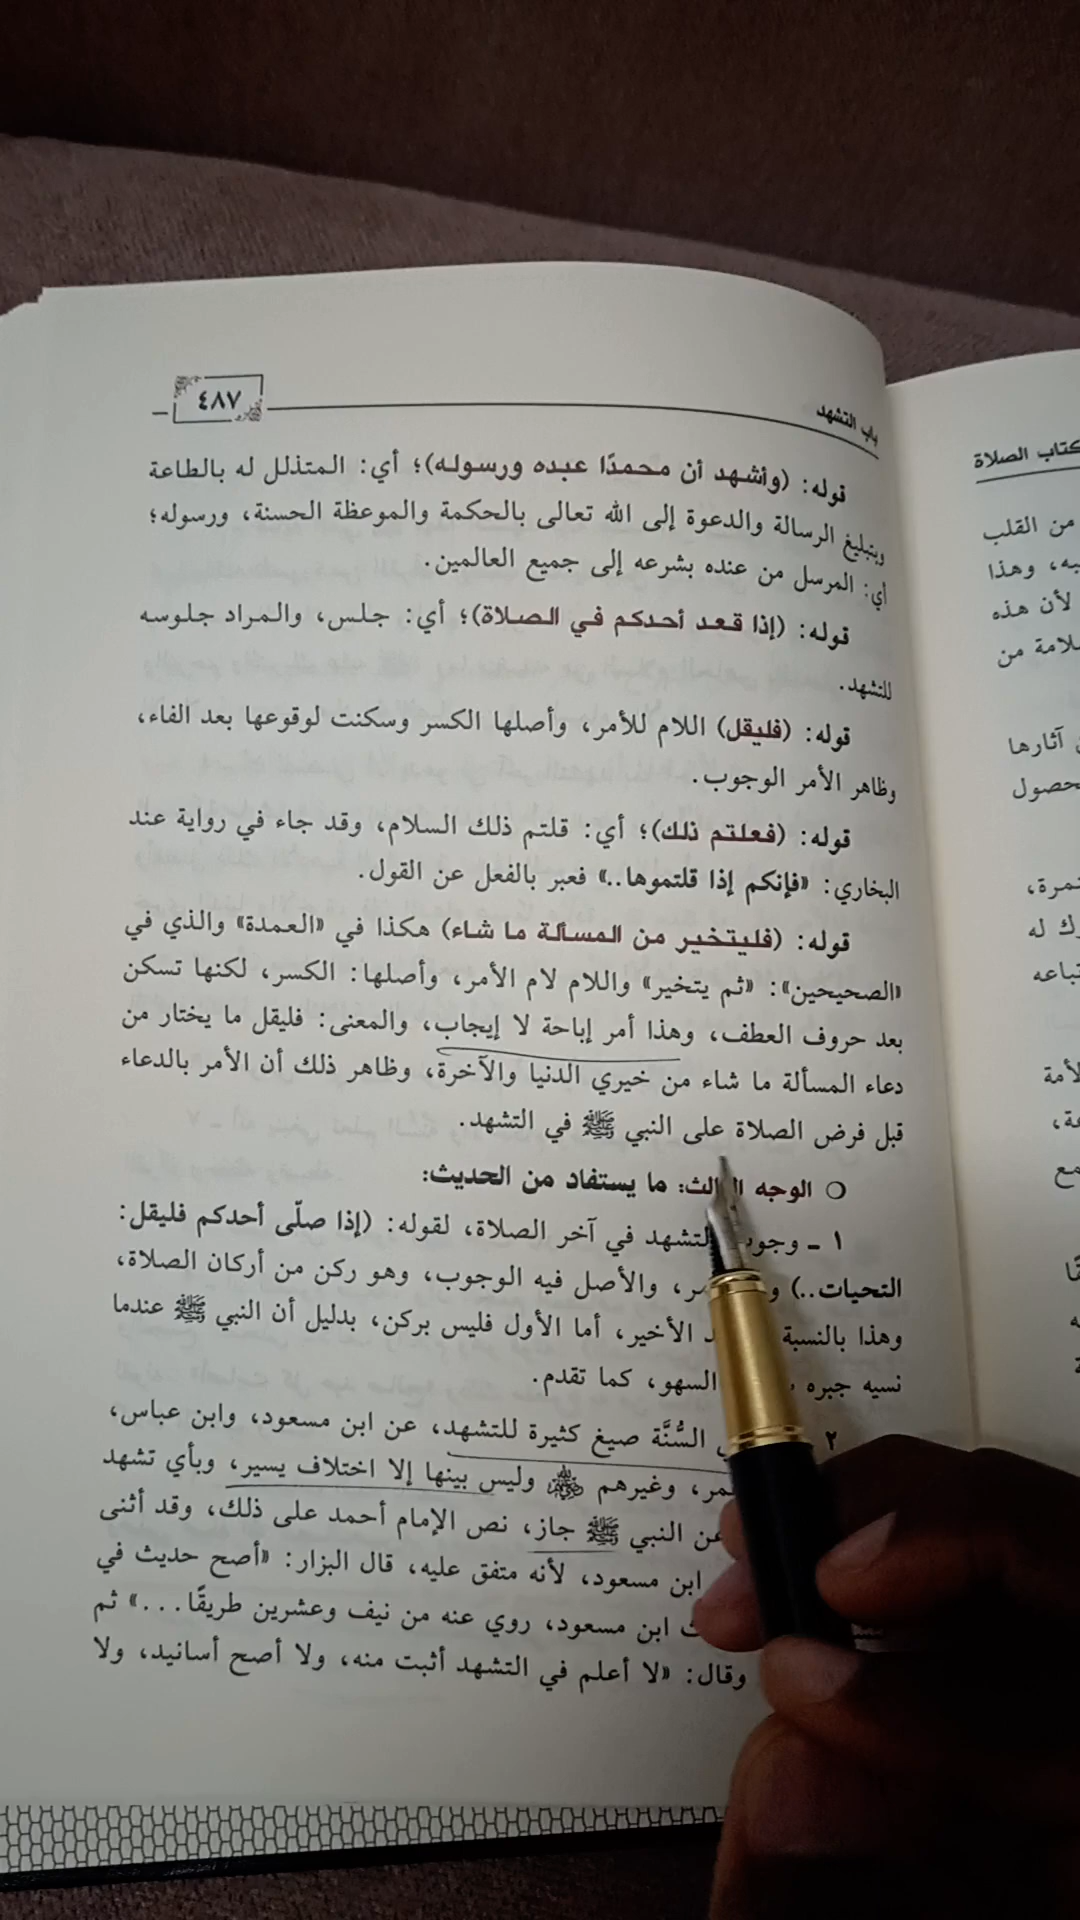 باب التشهد
٤٨٧
قوله: (وأشهد أن محمدًا عبده ورسوله)؛ أي: المتذلل له بالطاعة
وبتبليغ الرسالة والدعوة إلى الله تعالى بالحكمة والموعظة الحسنة، ورسوله؛
أي: المرسل من عنده بشرعه إلى جميع العالمين.
قوله: (إذا قعد أحدكم في الصلاة)؛ أي: جلس، والمراد جلوسه
للتشهد.
قوله: (فليقل) اللام للأمر، وأصلها الكسر وسكنت لوقوعها بعد الفاء،
وظاهر الأمر الوجوب.
قوله: (فعلتم ذلك)؛ أي: قلتم ذلك السلام، وقد جاء في رواية عند
البخاري: «فإنكم إذا قلتموها..» فعبر بالفعل عن القول.
قوله: (فليتخير من المسألة ما شاء) هكذا في «العمدة» والذي في
«الصحيحين»: «ثم يتخير» واللام لام الأمر، وأصلها: الكسر، لكنها تسكن
بعد حروف العطف، وهذا أمر إباحة لا إيجاب، والمعنى: فليقل ما يختار من
دعاء المسألة ما شاء من خيري الدنيا والآخرة، وظاهر ذلك أن الأمر بالدعاء
قبل فرض الصلاة على النبي ﷺ في التشهد.
○ الوجه الثالث: ما يستفاد من الحديث:
١ ـ وجوب التشهد في آخر الصلاة، لقوله: (إذا صلّى أحدكم فليقل:
التحيات..) والأصل فيه الوجوب، وهو ركن من أركان الصلاة،
وهذا بالنسبة الأخير، أما الأول فليس بركن، بدليل أن النبي ﷺ عندما
نسيه جبره السهو، كما تقدم.
٢ السُّنَّة صيغ كثيرة للتشهد، عن ابن مسعود، وابن عباس،
وغيرهم ﷺ وليس بينها إلا اختلاف يسير، وبأي تشهد
عن النبي ﷺ جاز، نص الإمام أحمد على ذلك، وقد أثنى
ابن مسعود، لأنه متفق عليه، قال البزار: «أصح حديث في
ابن مسعود، روي عنه من نيف وعشرين طريقًا...» ثم
وقال: «لا أعلم في التشهد أثبت منه، ولا أصح أسانيد، ولا
كتاب الصلاة
من القلب
وهذا
لأن هذه
من
آثارها
له